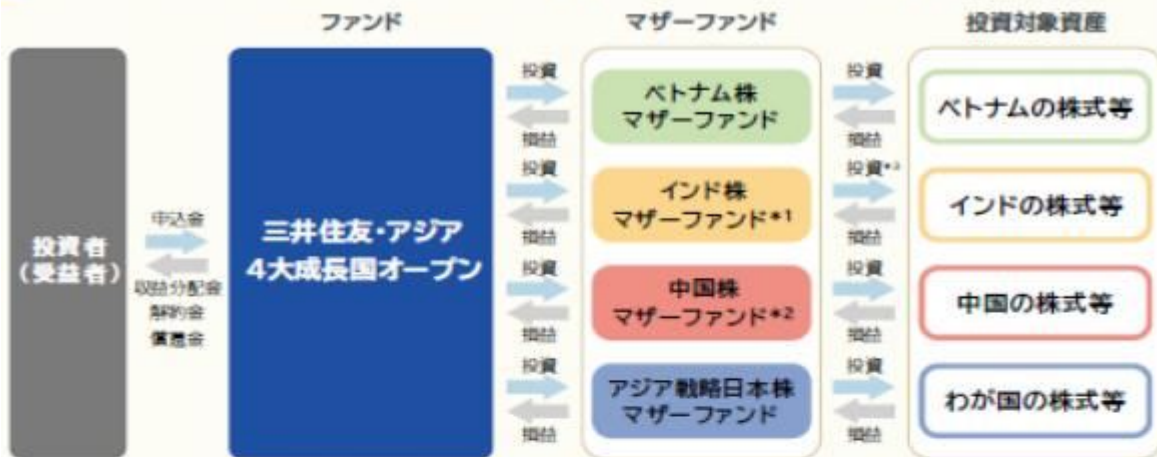 ファンド
マザーファンド
投資対象資産
投資者
(受益者)
申込金
収益分配金
解約金
償還金
三井住友・アジア
4大成長国オープン
投資
損益
ベトナム株
マザーファンド
投資
損益
ベトナムの株式等
投資
損益
インド株
マザーファンド*1
投資*3
損益
インドの株式等
投資
損益
中国株
マザーファンド*2
投資
損益
中国の株式等
投資
損益
アジア戦略日本株
マザーファンド
投資
損益
わが国の株式等